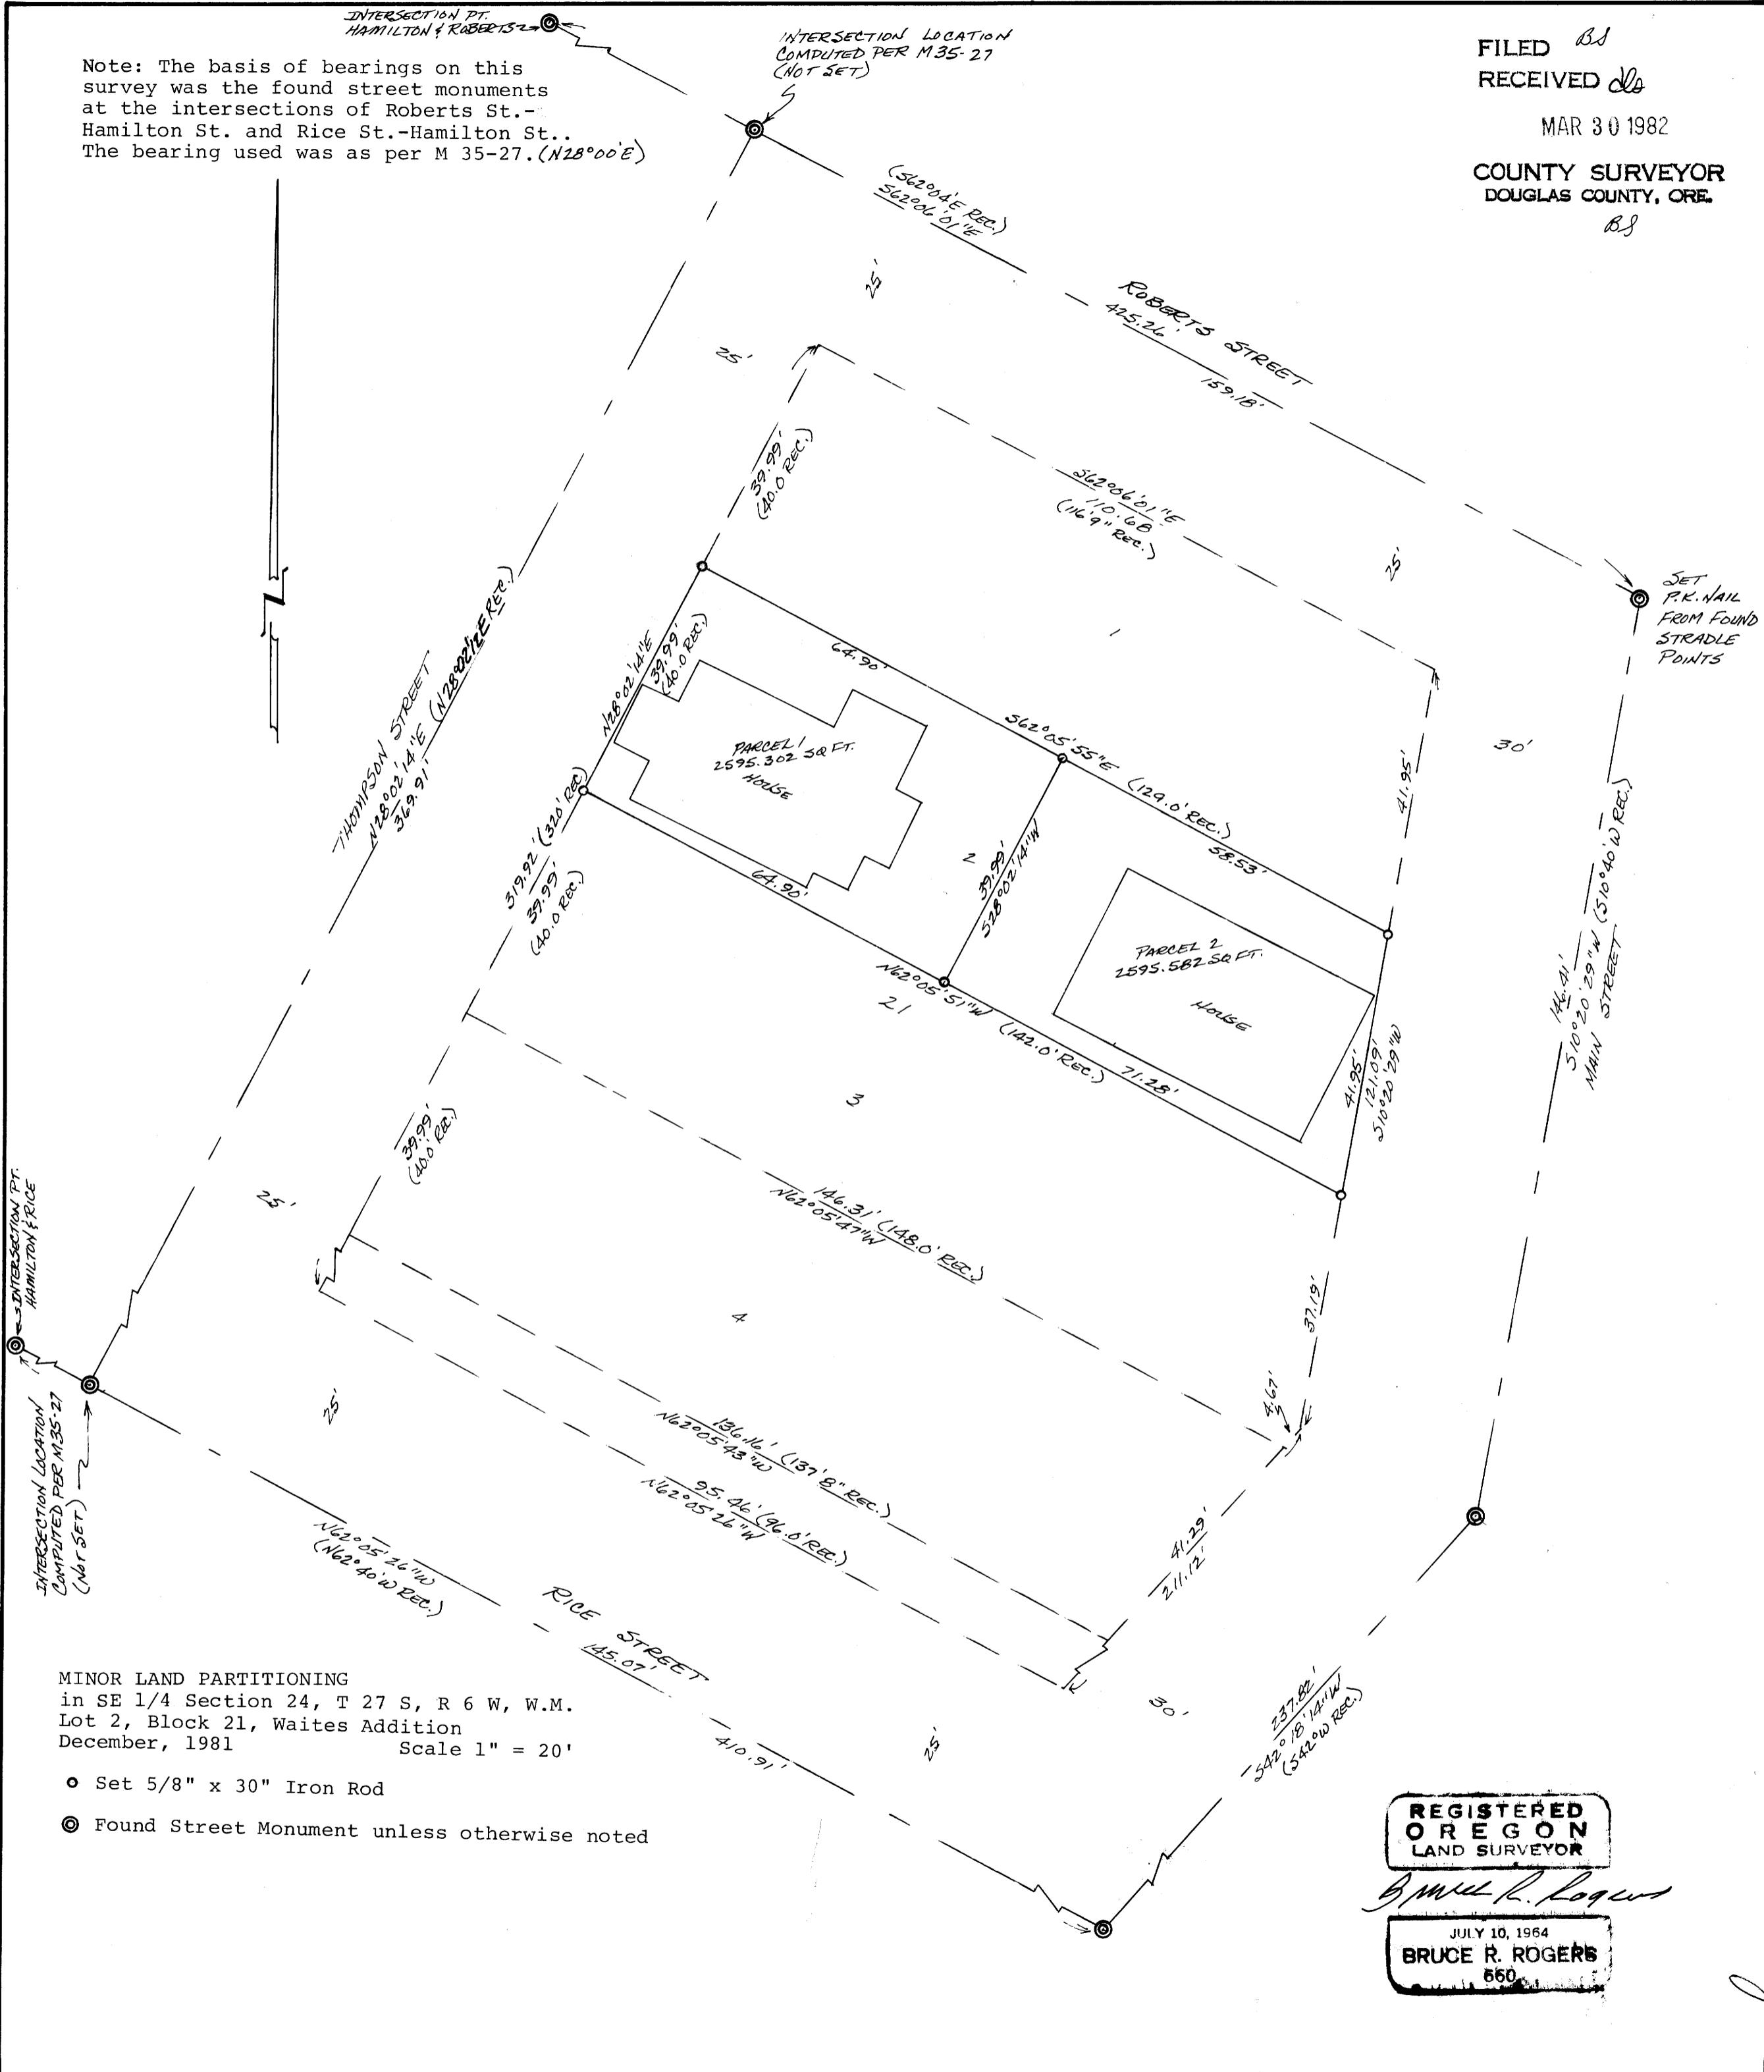 INTERSECTION PT.
HAMILTON & ROBERTS
INTERSECTION LOCATION
COMPUTED PER M35-27
(NOT SET)
FILED BS
RECEIVED
MAR 30 1982
COUNTY SURVEYOR
DOUGLAS COUNTY, ORE.
BS
Note: The basis of bearings on this
survey was the found street monuments
at the intersections of Roberts St.-
Hamilton St. and Rice St.-Hamilton St..
The bearing used was as per M 35-27. (N28°00'E)
(S62°04'E REC.)
S62°06'01"E
25'
ROBERTS STREET
425.26'
159.18'
25'
39.99'
(40.0 REC.)
S62°06'01"E
110.68
(116'9" REC.)
25'
SET
P.K. NAIL
FROM FOUND
STRADLE
POINTS
1
30'
THOMPSON STREET
N28°02'14"E (N28°02'12"E REC.)
369.91'
N28°02'14"E
39.99'
(40.0 REC.)
64.90'
PARCEL 1
2595.302 SQ FT.
HOUSE
S62°05'55"E (129.0' REC.)
58.53'
41.95'
319.92' (320' REC)
39.99'
(40.0 REC.)
64.90'
2
39.99'
S28°02'14"W
PARCEL 2
2595.582 SQ FT.
HOUSE
N62°05'51"W (142.0' REC.)
71.28'
21
41.95'
121.09'
S10°20'29"W
146.41'
S10°20'29"W (S10°40'W REC.)
MAIN STREET
3
39.99'
(40.0' REC.)
146.31' (148.0' REC.)
N62°05'47"W
37.19'
25'
INTERSECTION PT.
HAMILTON & RICE
4
4.67'
INTERSECTION LOCATION
COMPUTED PER M35-27
(NOT SET)
25'
136.16' (137'8" REC.)
N62°05'43"W
95.46' (96.0' REC.)
N62°05'26"W
41.29'
211.12'
N62°05'26"W
(N62°40'W REC.)
RICE STREET
145.07'
410.91'
25'
30'
237.82'
S42°18'14"W
(S42°W REC.)
MINOR LAND PARTITIONING
in SE 1/4 Section 24, T 27 S, R 6 W, W.M.
Lot 2, Block 21, Waites Addition
December, 1981 Scale 1" = 20'
Set 5/8" x 30" Iron Rod
Found Street Monument unless otherwise noted
REGISTERED
OREGON
LAND SURVEYOR
Bruce R. Rogers
JULY 10, 1964
BRUCE R. ROGERS
660